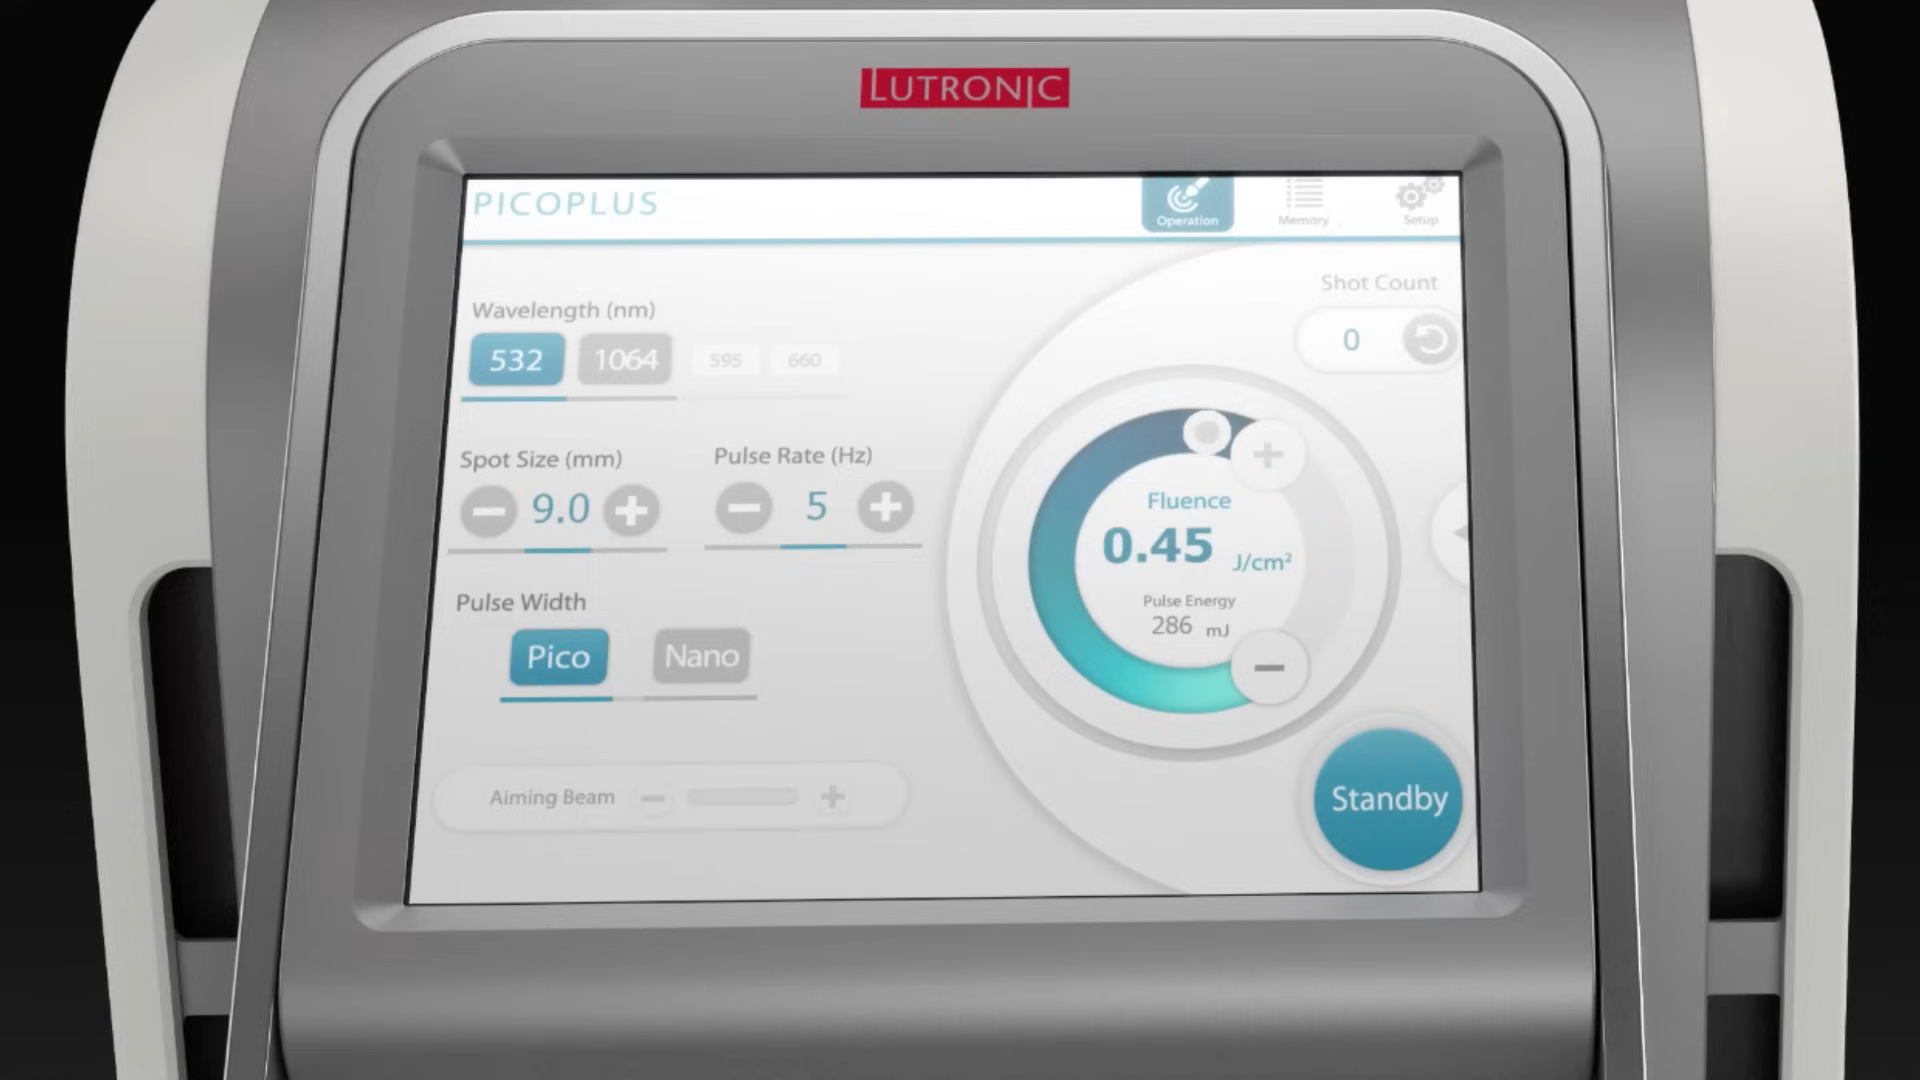 LUTRONIC
PICOPLUS
Operation
Memory
Setup
Shot Count
0
Wavelength (nm)
532 1064 595 660
Spot Size (mm)
9.0
Pulse Rate (Hz)
5
Fluence
0.45 J/cm²
Pulse Energy
286 mJ
Pulse Width
Pico Nano
Aiming Beam
Standby